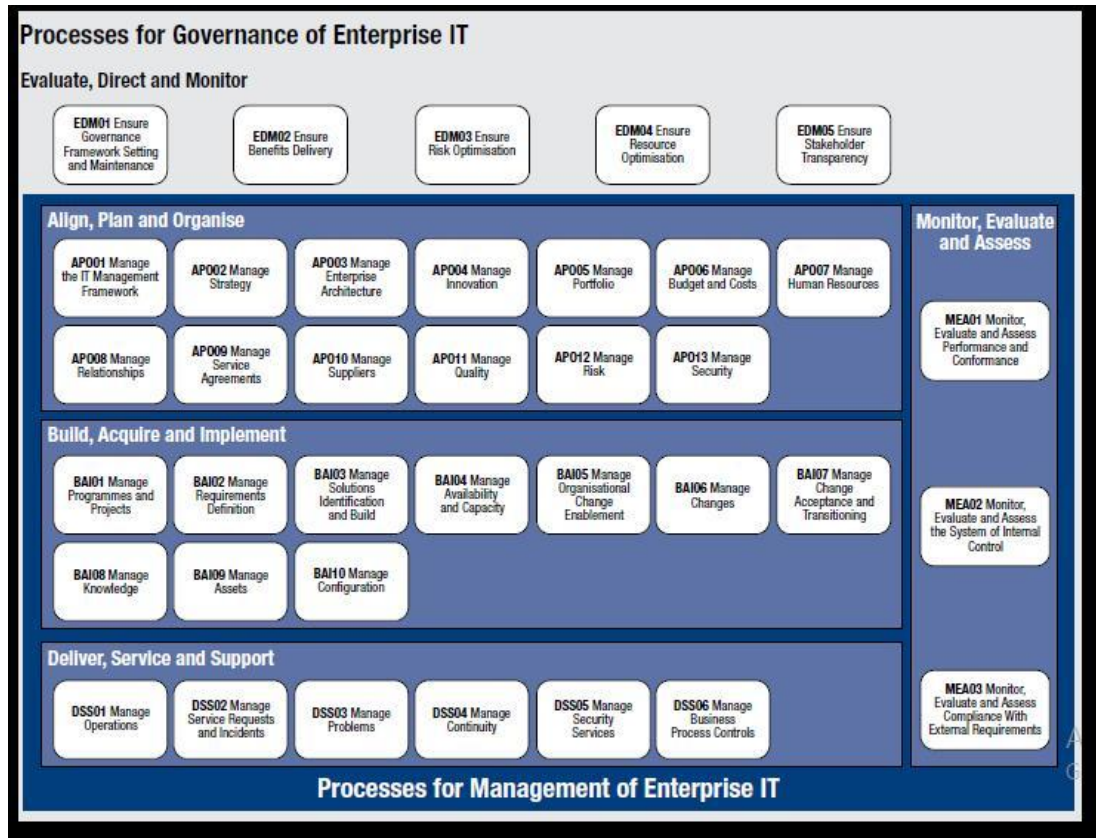 Processes for Governance of Enterprise IT
Evaluate, Direct and Monitor
EDM01 Ensure
Governance
Framework Setting
and Maintenance
EDM02 Ensure
Benefits Delivery
EDM03 Ensure
Risk Optimisation
EDM04 Ensure
Resource
Optimisation
EDM05 Ensure
Stakeholder
Transparency
Align, Plan and Organise
APO01 Manage
the IT Management
Framework
APO02 Manage
Strategy
APO03 Manage
Enterprise
Architecture
APO04 Manage
Innovation
APO05 Manage
Portfolio
APO06 Manage
Budget and Costs
APO07 Manage
Human Resources
APO08 Manage
Relationships
APO09 Manage
Service
Agreements
APO10 Manage
Suppliers
APO11 Manage
Quality
APO12 Manage
Risk
APO13 Manage
Security
Build, Acquire and Implement
BAI01 Manage
Programmes and
Projects
BAI02 Manage
Requirements
Definition
BAI03 Manage
Solutions
Identification
and Build
BAI04 Manage
Availability
and Capacity
BAI05 Manage
Organisational
Change
Enablement
BAI06 Manage
Changes
BAI07 Manage
Change
Acceptance and
Transitioning
BAI08 Manage
Knowledge
BAI09 Manage
Assets
BAI10 Manage
Configuration
Deliver, Service and Support
DSS01 Manage
Operations
DSS02 Manage
Service Requests
and Incidents
DSS03 Manage
Problems
DSS04 Manage
Continuity
DSS05 Manage
Security
Services
DSS06 Manage
Business
Process Controls
Monitor, Evaluate
and Assess
MEA01 Monitor,
Evaluate and Assess
Performance and
Conformance
MEA02 Monitor,
Evaluate and Assess
the System of Internal
Control
MEA03 Monitor,
Evaluate and Assess
Compliance With
External Requirements
Processes for Management of Enterprise IT